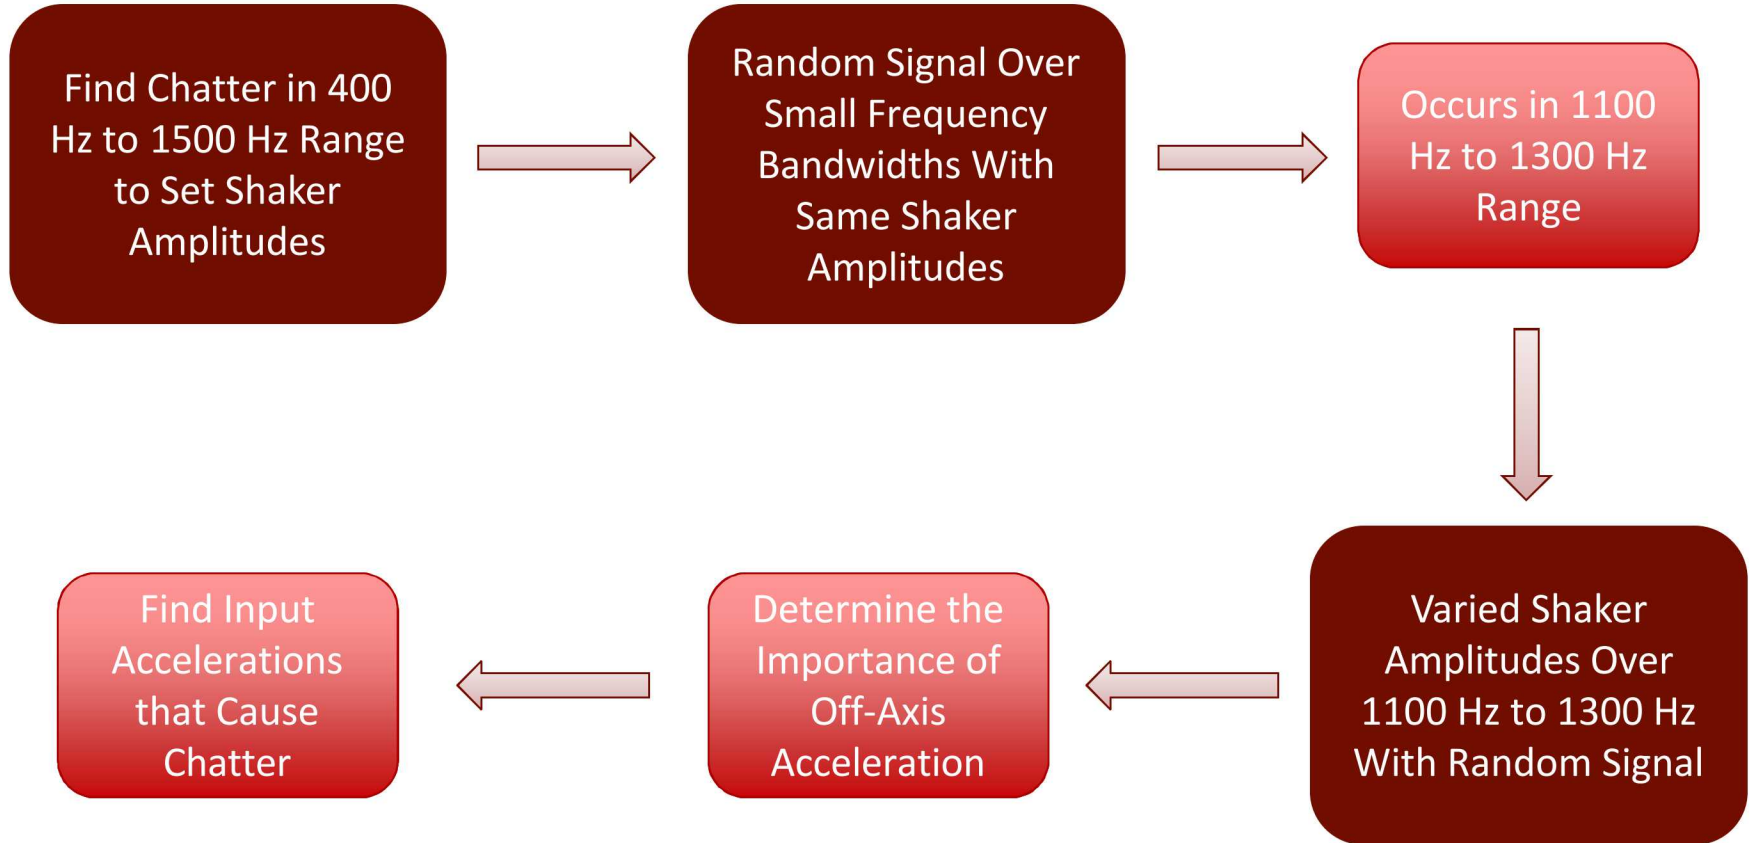 Find Chatter in 400
Hz to 1500 Hz Range
to Set Shaker
Amplitudes
Random Signal Over
Small Frequency
Bandwidths With
Same Shaker
Amplitudes
Occurs in 1100
Hz to 1300 Hz
Range
Varied Shaker
Amplitudes Over
1100 Hz to 1300 Hz
With Random Signal
Determine the
Importance of
Off-Axis
Acceleration
Find Input
Accelerations
that Cause
Chatter